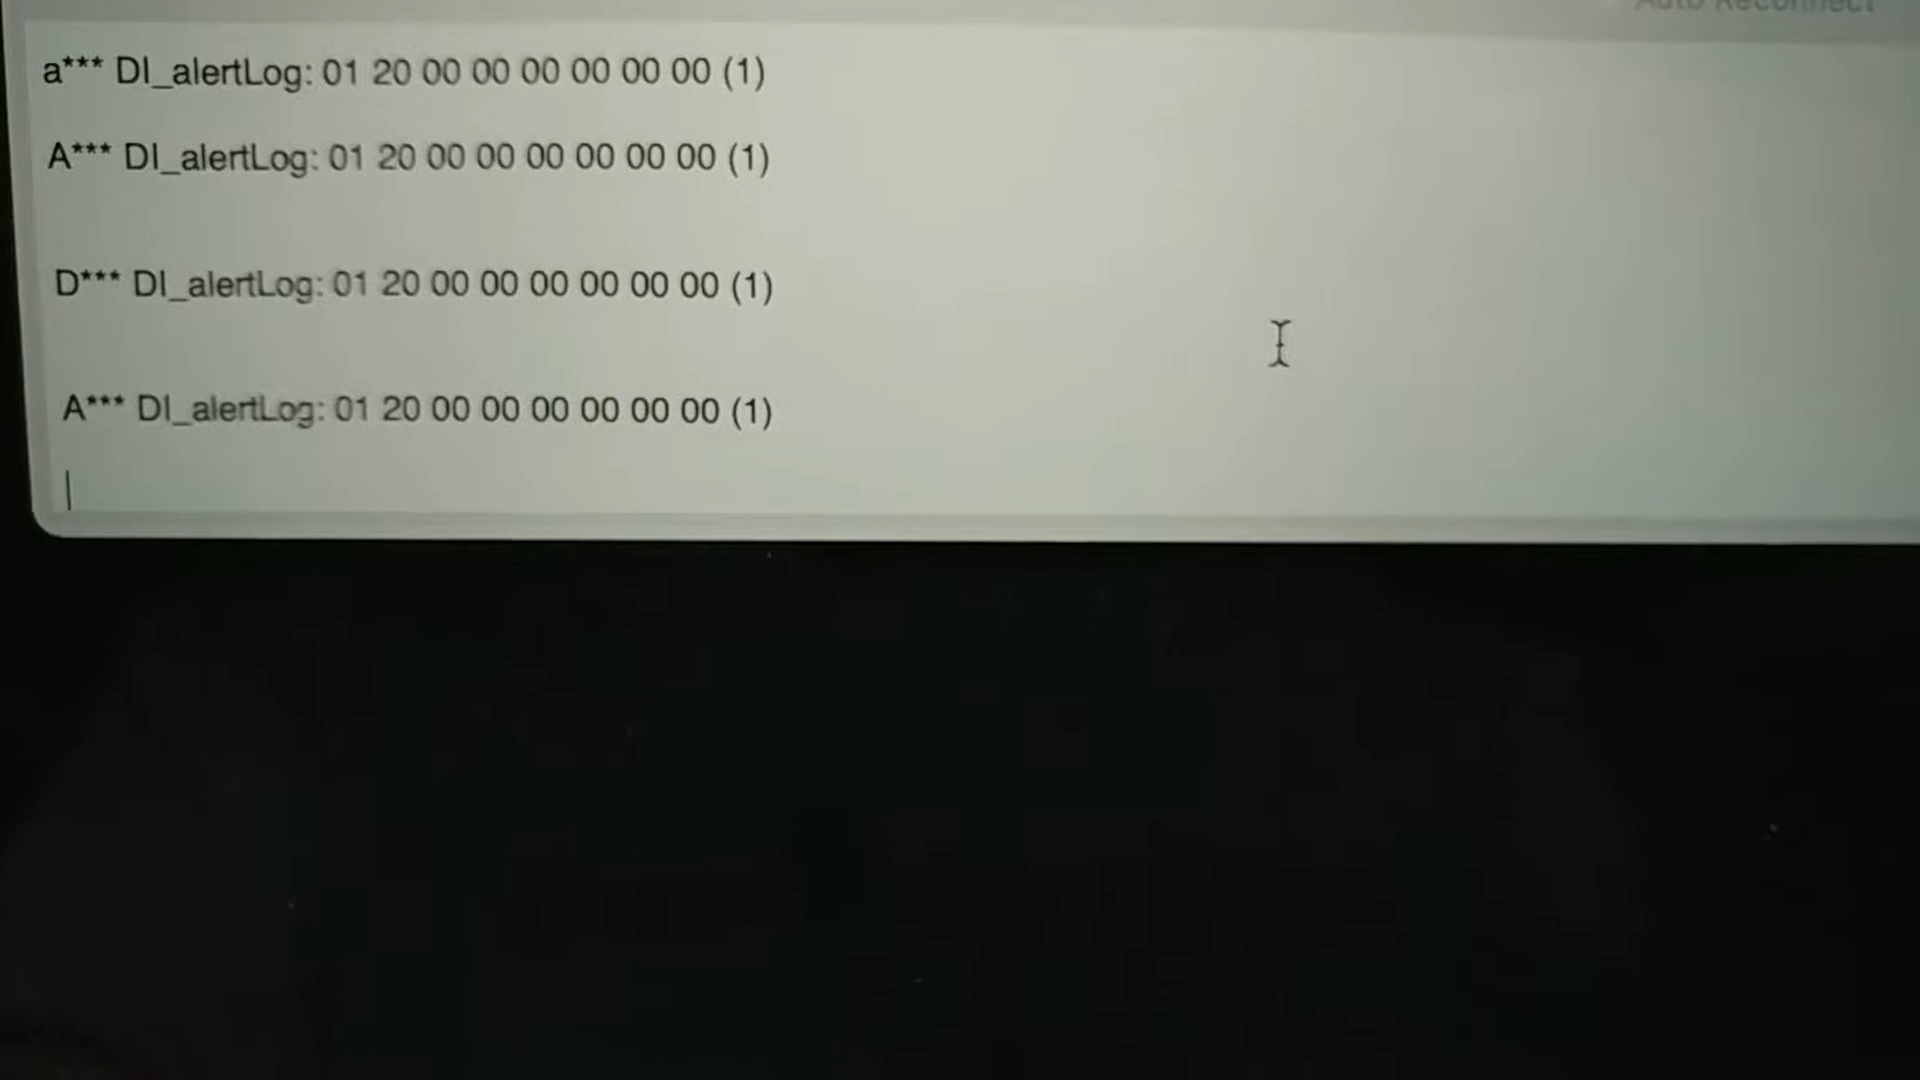 Auto Reconnect
a*** DI_alertLog: 01 20 00 00 00 00 00 00 (1)
A*** DI_alertLog: 01 20 00 00 00 00 00 00 (1)
D*** DI_alertLog: 01 20 00 00 00 00 00 00 (1)
A*** DI_alertLog: 01 20 00 00 00 00 00 00 (1)